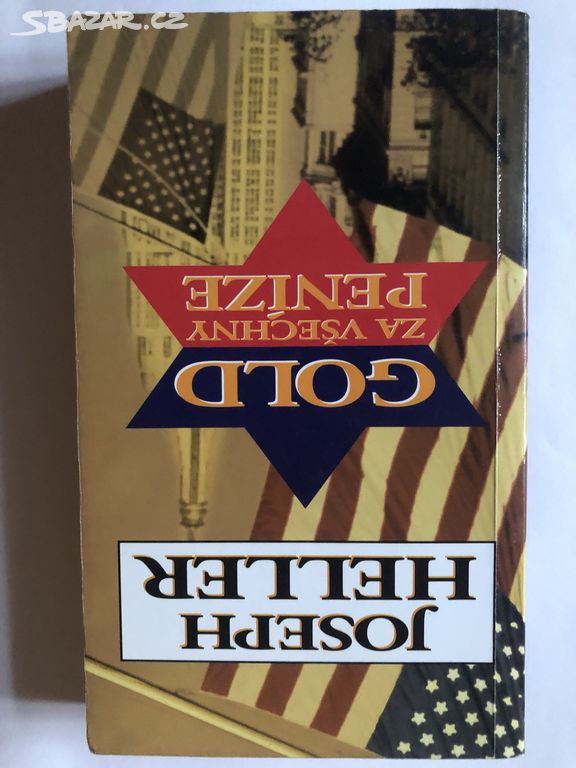 SBAZAR.CZ
JOSEPH
HELLER
GOLD
ZA VŠECHNY
PENÍZE